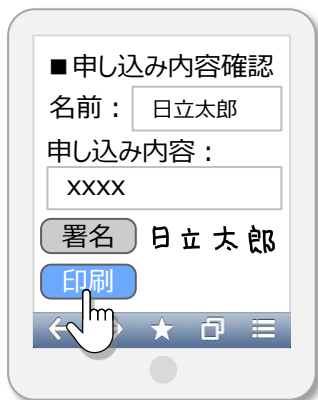 ■申し込み内容確認
名前： 日立太郎
申し込み内容：
xxxx
署名 日立太郎
印刷